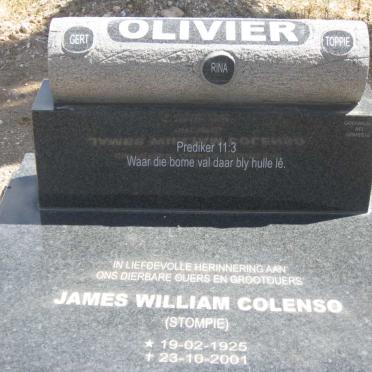 OLIVIER
GERT
TOPPIE
RINA
Prediker 11:3
Waar die bome val daar bly hulle lê.
IN LIEFDEVOLLE HERINNERING AAN
ONS DIERBARE OUERS EN GROOTOUERS
JAMES WILLIAM COLENSO
(STOMPIE)
★ 19-02-1925
✝ 23-10-2001